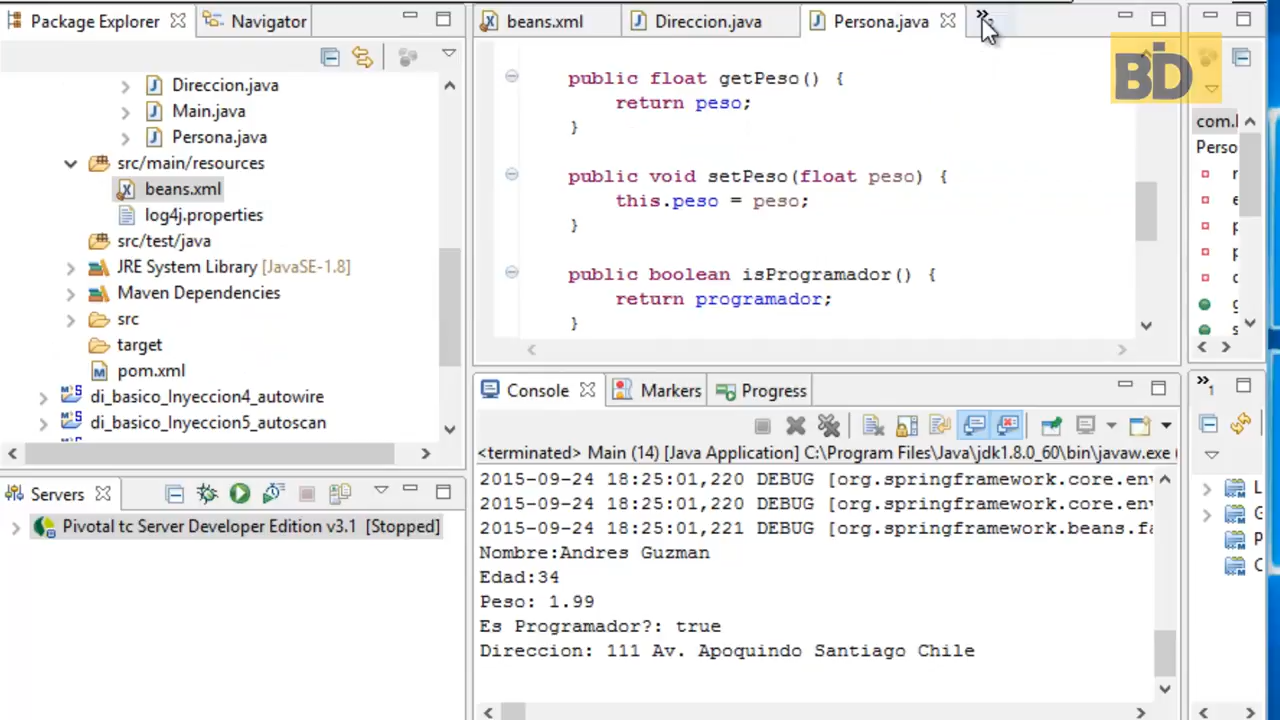 Package Explorer
Navigator
Direccion.java
Main.java
Persona.java
src/main/resources
beans.xml
log4j.properties
src/test/java
JRE System Library [JavaSE-1.8]
Maven Dependencies
src
target
pom.xml
di_basico_Inyeccion4_autowire
di_basico_Inyeccion5_autoscan
Servers
Pivotal tc Server Developer Edition v3.1 [Stopped]
beans.xml
Direccion.java
Persona.java
public float getPeso() {
return peso;
}
public void setPeso(float peso) {
this.peso = peso;
}
public boolean isProgramador() {
return programador;
}
BD
com.
Perso
Console
Markers
Progress
<terminated> Main (14) [Java Application] C:\Program Files\Java\jdk1.8.0_60\bin\javaw.exe (
2015-09-24 18:25:01,220 DEBUG [org.springframework.core.env
2015-09-24 18:25:01,220 DEBUG [org.springframework.core.env
2015-09-24 18:25:01,221 DEBUG [org.springframework.beans.fa
Nombre:Andres Guzman
Edad:34
Peso: 1.99
Es Programador?: true
Direccion: 111 Av. Apoquindo Santiago Chile